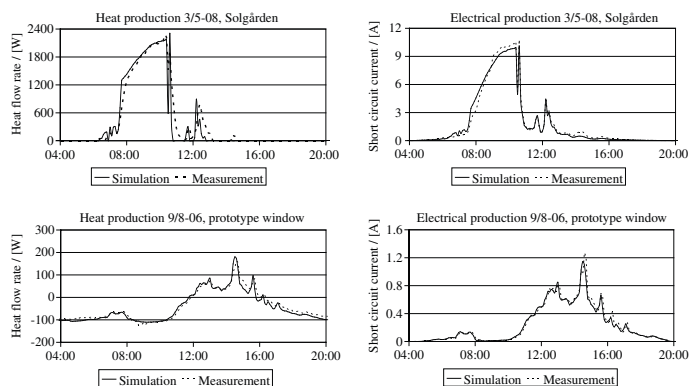 Heat production 3/5-08, Solgården
Heat flow rate / [W]
2400
1800
1200
600
0
04:00 08:00 12:00 16:00 20:00
Simulation Measurement
Electrical production 3/5-08, Solgården
Short circuit current / [A]
12
9
6
3
0
04:00 08:00 12:00 16:00 20:00
Simulation Measurement
Heat production 9/8-06, prototype window
Heat flow rate / [W]
300
200
100
0
-100
-200
04:00 08:00 12:00 16:00 20:00
Simulation Measurement
Electrical production 9/8-06, prototype window
Short circuit current / [A]
1.6
1.2
0.8
0.4
0
04:00 08:00 12:00 16:00 20:00
Simulation Measurement